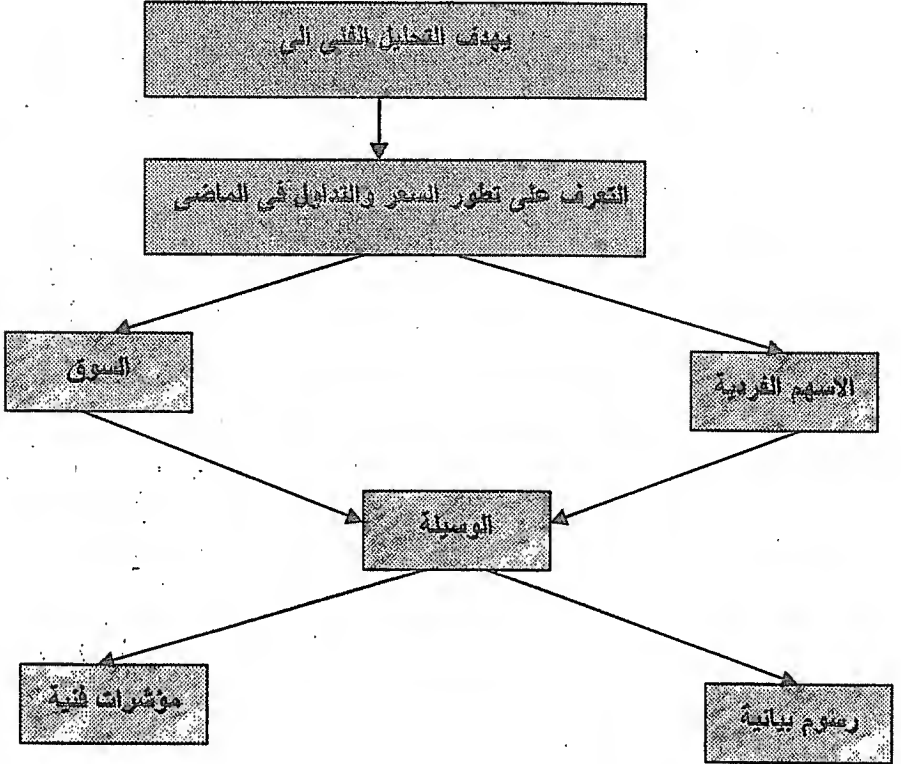 يهدف التحليل الفني الى
التعرف على تطور السعر والتداول في الماضي
الاسهم الفردية
السوق
الوسيلة
رسوم بيانية
مؤشرات فنية